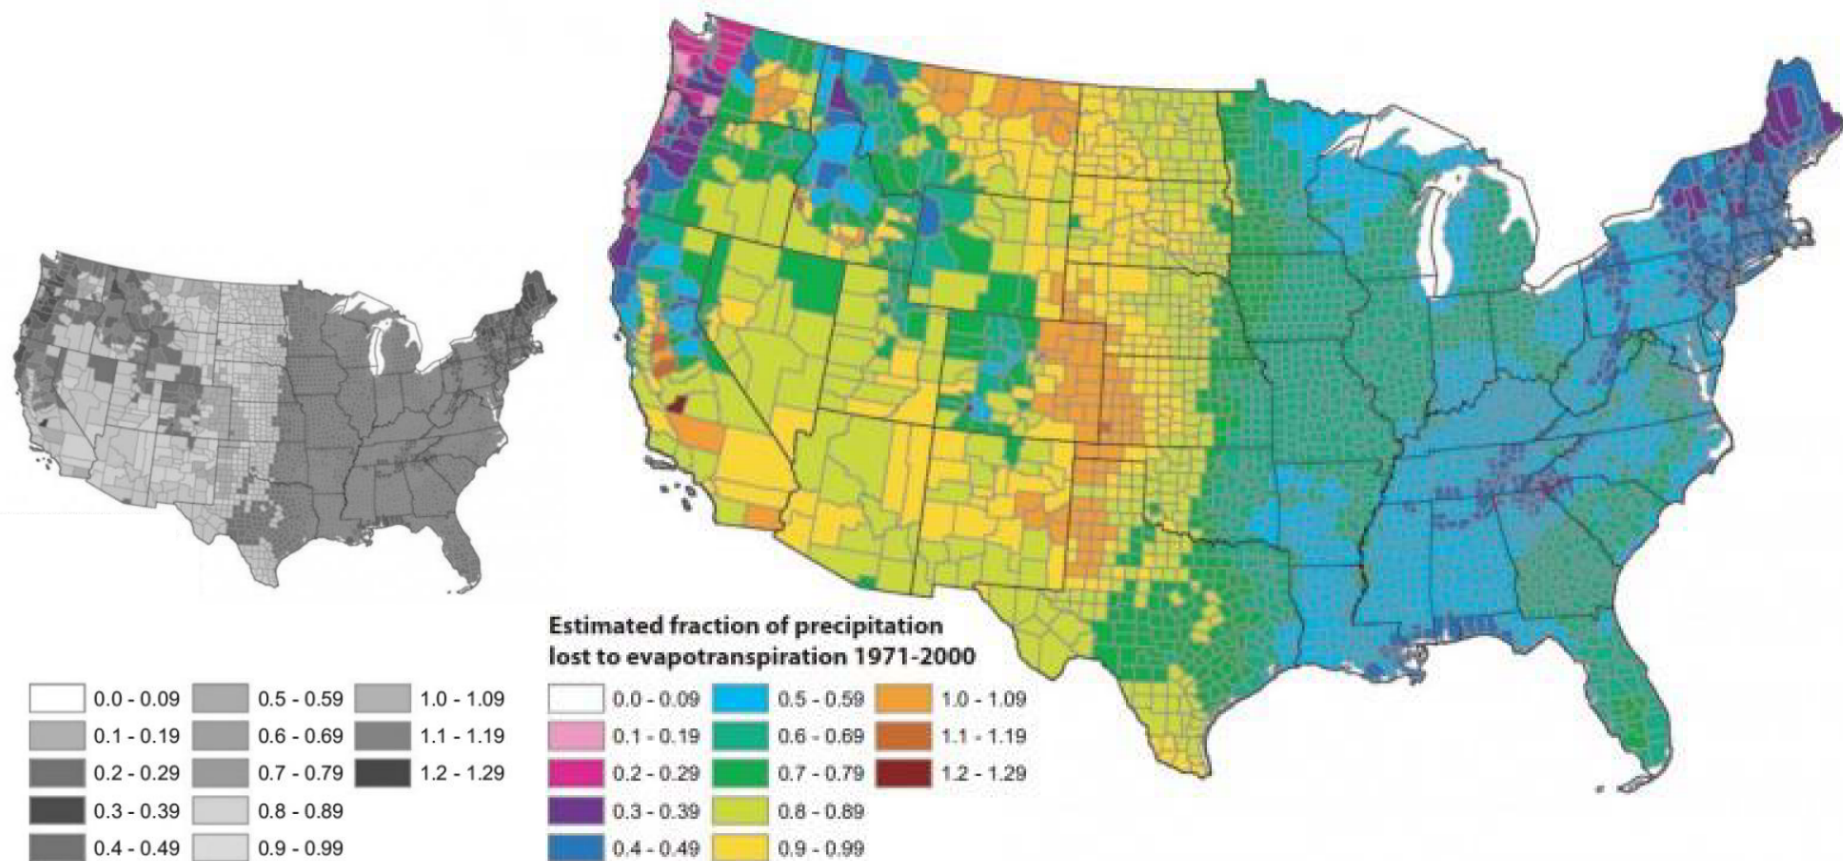 Estimated fraction of precipitation
lost to evapotranspiration 1971-2000
0.0 - 0.09 0.5 - 0.59 1.0 - 1.09
0.1 - 0.19 0.6 - 0.69 1.1 - 1.19
0.2 - 0.29 0.7 - 0.79 1.2 - 1.29
0.3 - 0.39 0.8 - 0.89
0.4 - 0.49 0.9 - 0.99
0.0 - 0.09 0.5 - 0.59 1.0 - 1.09
0.1 - 0.19 0.6 - 0.69 1.1 - 1.19
0.2 - 0.29 0.7 - 0.79 1.2 - 1.29
0.3 - 0.39 0.8 - 0.89
0.4 - 0.49 0.9 - 0.99